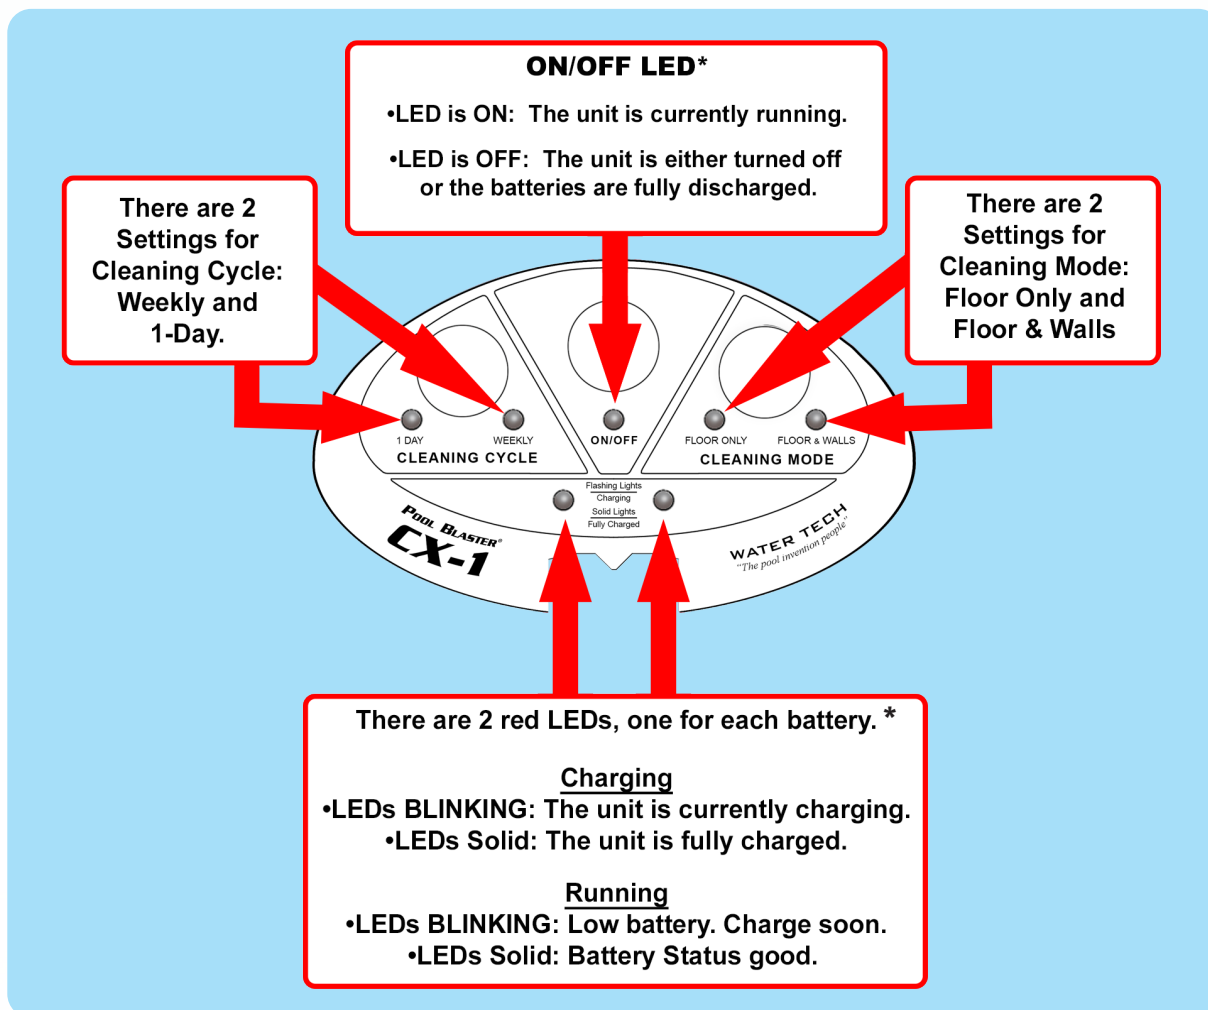 ON/OFF LED*
•LED is ON:  The unit is currently running.
•LED is OFF:  The unit is either turned off
or the batteries are fully discharged.
There are 2
Settings for
Cleaning Cycle:
Weekly and
1-Day.
There are 2
Settings for
Cleaning Mode:
Floor Only and
Floor & Walls
1 DAY
WEEKLY
CLEANING CYCLE
ON/OFF
FLOOR ONLY
FLOOR & WALLS
CLEANING MODE
Flashing Lights
Charging
Solid Lights
Fully Charged
POOL BLASTER®
CX-1
WATER TECH
"The pool invention people"
There are 2 red LEDs, one for each battery. *
Charging
•LEDs BLINKING: The unit is currently charging.
•LEDs Solid: The unit is fully charged.
Running
•LEDs BLINKING: Low battery. Charge soon.
•LEDs Solid: Battery Status good.